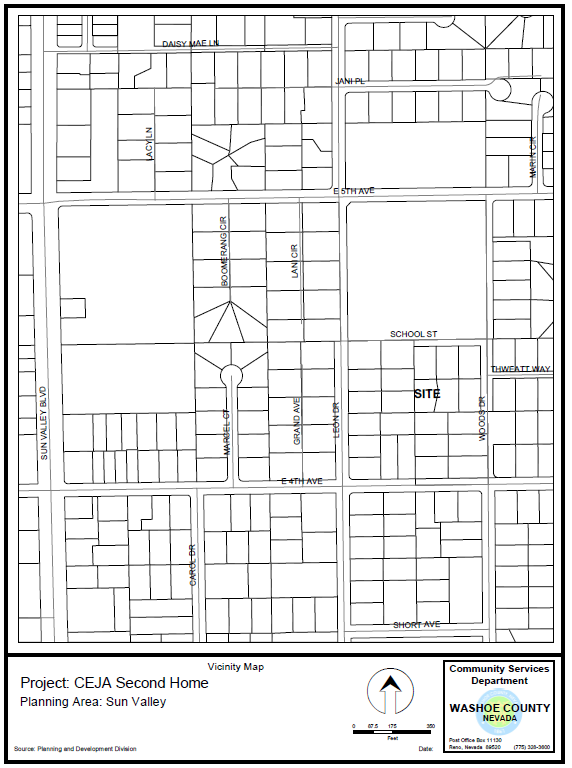 DAISY MAE LN
JANI PL
LACY LN
MARIN CIR
E 5TH AVE
BOOMERANG CIR
LANI CIR
SCHOOL ST
THWEATT WAY
SITE
SUN VALLEY BLVD
MARGEL CT
GRAND AVE
LEON DR
WOODS DR
E 4TH AVE
CAROL DR
SHORT AVE
Vicinity Map
Project: CEJA Second Home
Planning Area: Sun Valley
Source: Planning and Development Division
0 87.5 175 350
Feet
Date:
Community Services
Department
WASHOE COUNTY
NEVADA
Post Office Box 11130
Reno, Nevada 89520 (775) 328-3600